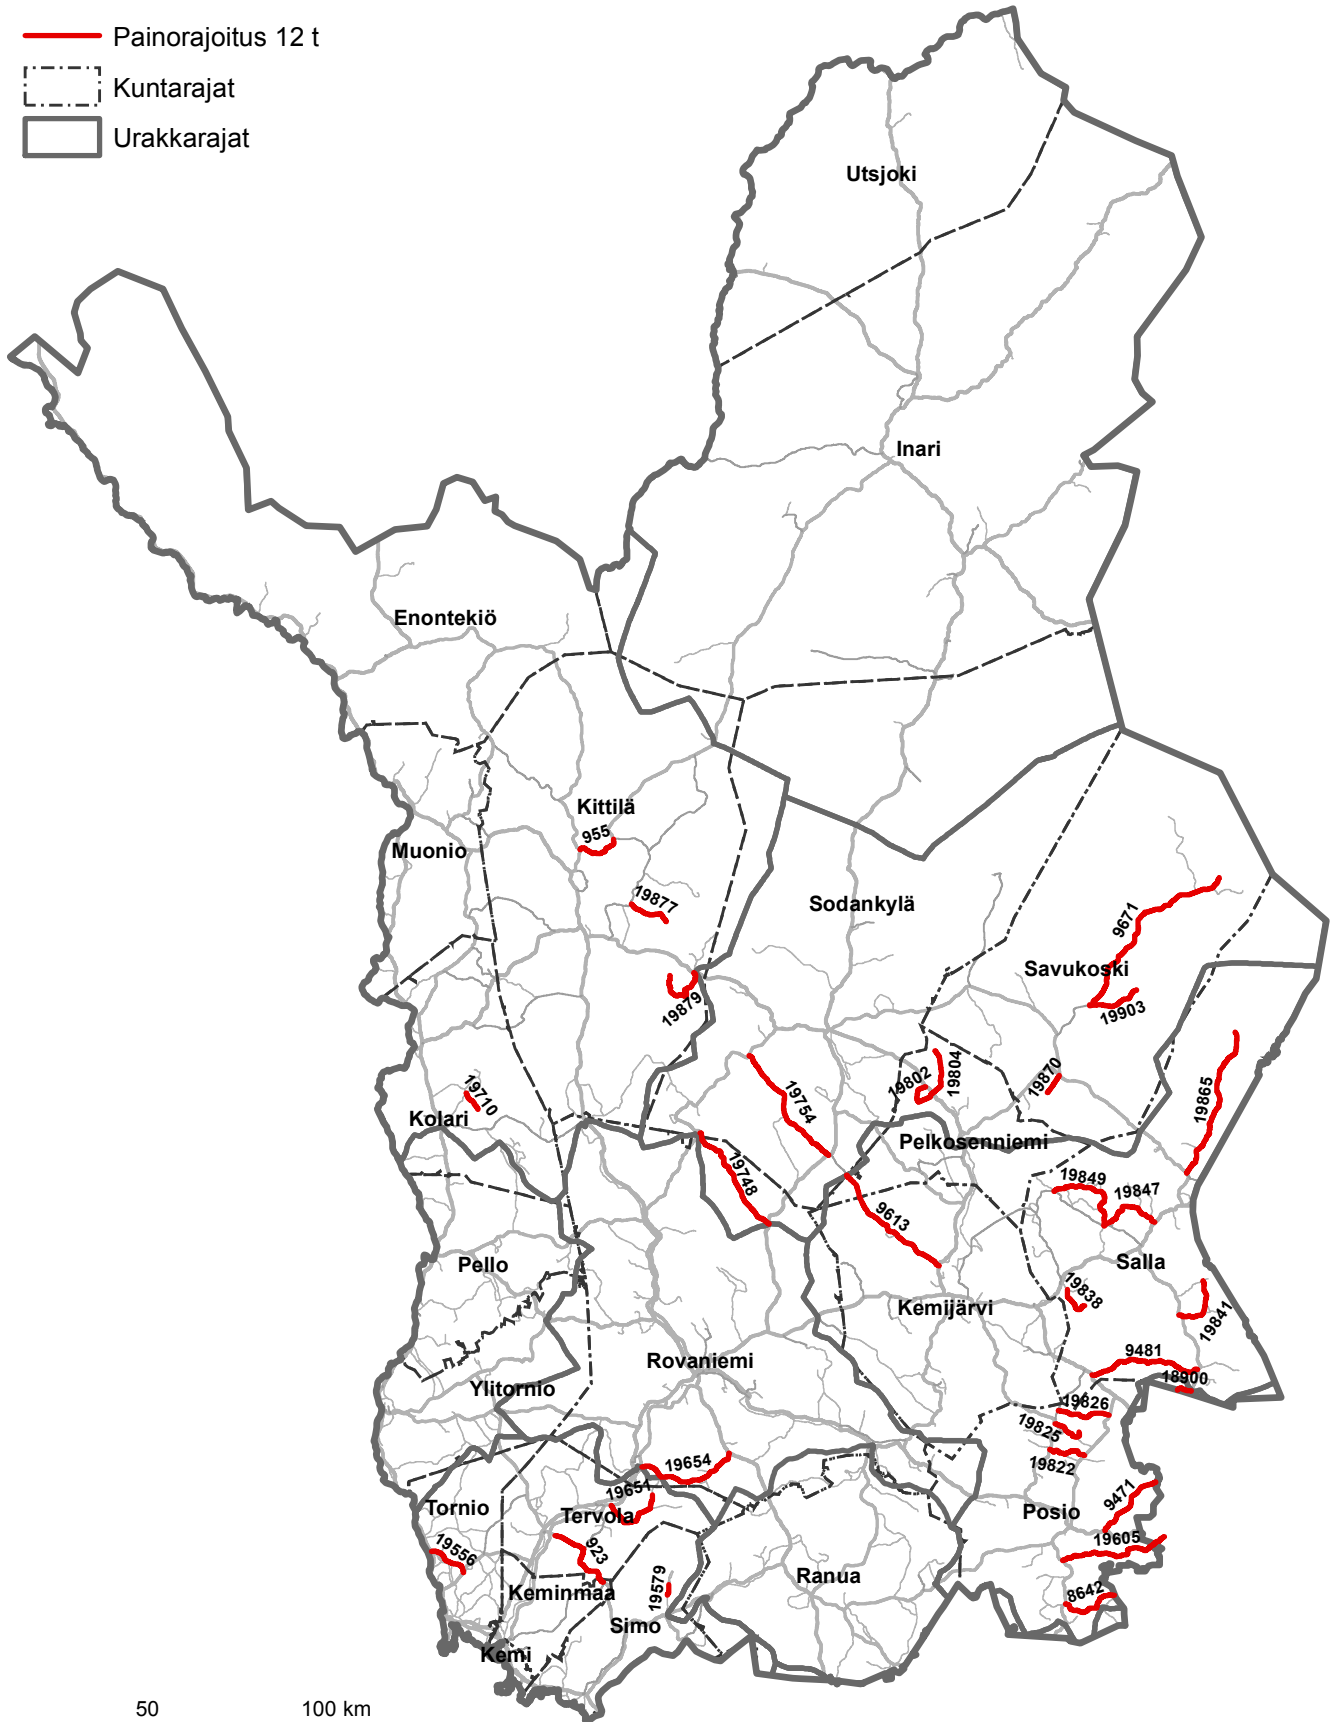 Painorajoitus 12 t
Kuntarajat
Urakkarajat
Utsjoki
Inari
Enontekiö
Kittilä
955
Muonio
19877
Sodankylä
9671
Savukoski
19879
19903
19802
19804
19870
19710
19754
19865
Kolari
Pelkosenniemi
19748
19849
19847
9613
Pello
Salla
19838
Kemijärvi
19841
9481
Rovaniemi
18900
Ylitornio
19826
19825
19654
19822
19651
9471
Tornio
Tervola
Posio
19605
19556
923
Ranua
19579
Keminmaa
8642
Simo
Kemi
50
100 km